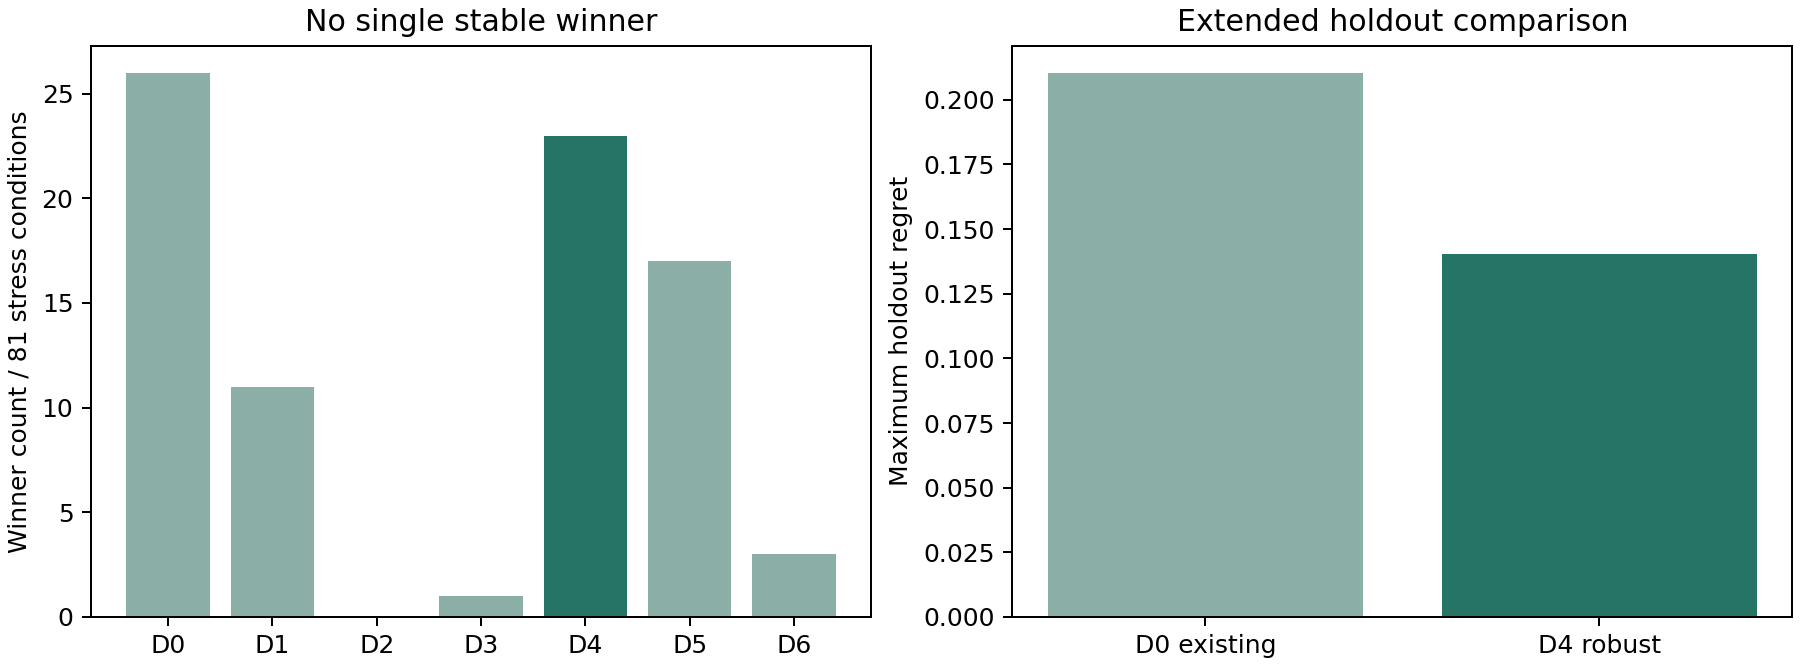 No single stable winner
Winner count / 81 stress conditions
25
20
15
10
5
0
D0 D1 D2 D3 D4 D5 D6
Extended holdout comparison
Maximum holdout regret
0.200
0.175
0.150
0.125
0.100
0.075
0.050
0.025
0.000
D0 existing D4 robust